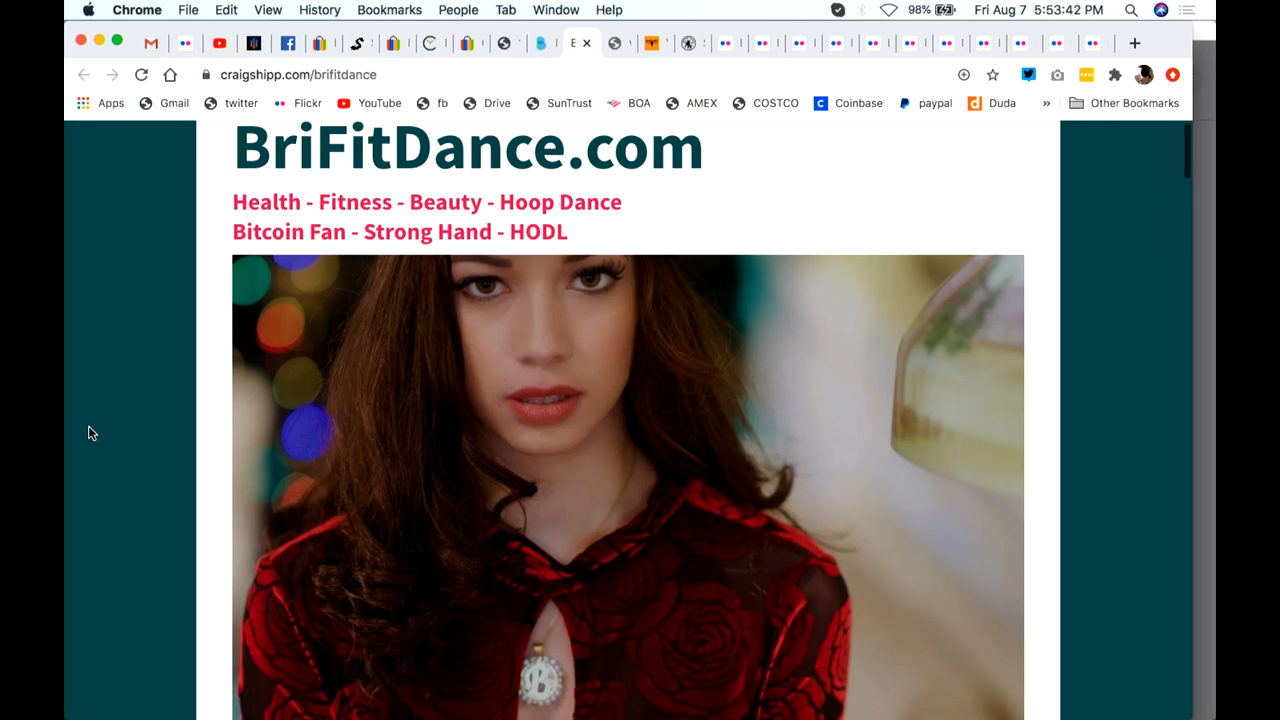 Chrome File Edit View History Bookmarks People Tab Window Help 98% Fri Aug 7 5:53:42 PM
craigshipp.com/brifitdance
Apps Gmail twitter Flickr YouTube fb Drive SunTrust BOA AMEX COSTCO Coinbase paypal Duda » Other Bookmarks
BriFitDance.com
Health - Fitness - Beauty - Hoop Dance
Bitcoin Fan - Strong Hand - HODL